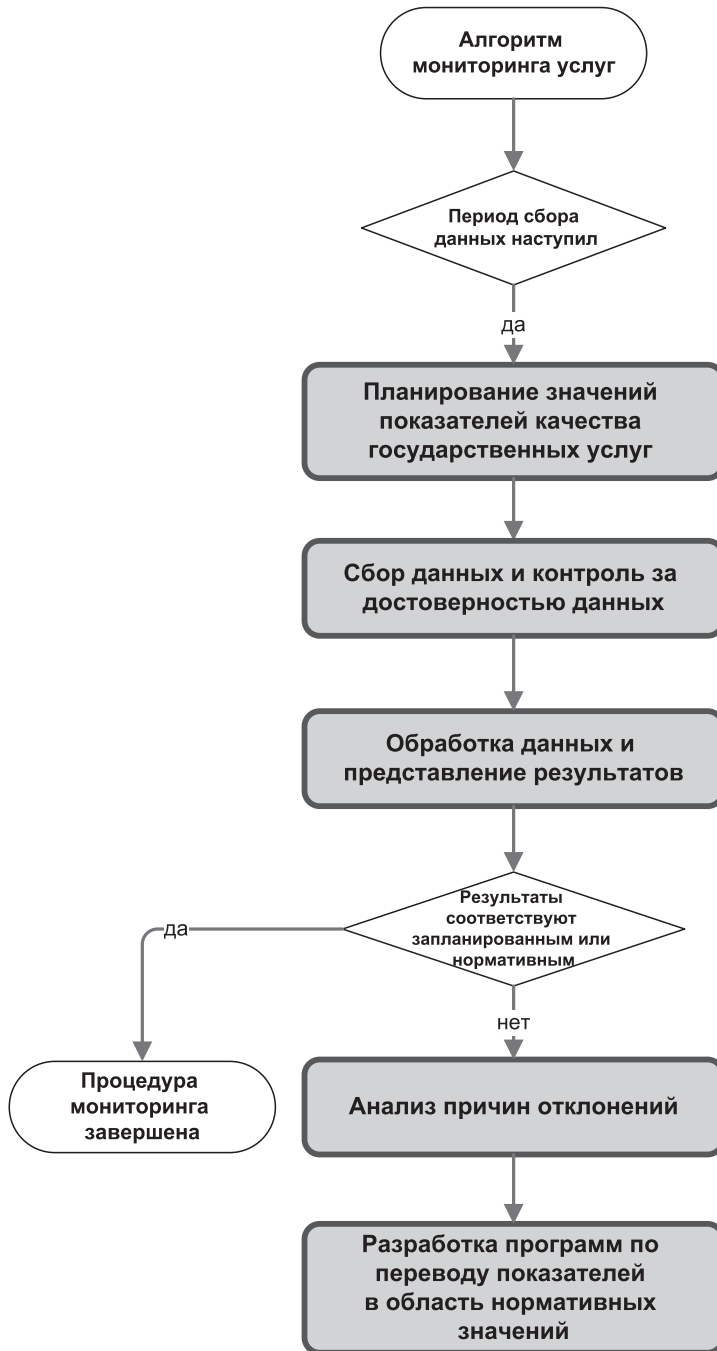 Алгоритм
мониторинга услуг
Период сбора
данных наступил
да
Планирование значений
показателей качества
государственных услуг
Сбор данных и контроль за
достоверностью данных
Обработка данных и
представление результатов
Результаты
соответствуют
запланированным или
нормативным
да
нет
Процедура
мониторинга
завершена
Анализ причин отклонений
Разработка программ по
переводу показателей
в область нормативных
значений